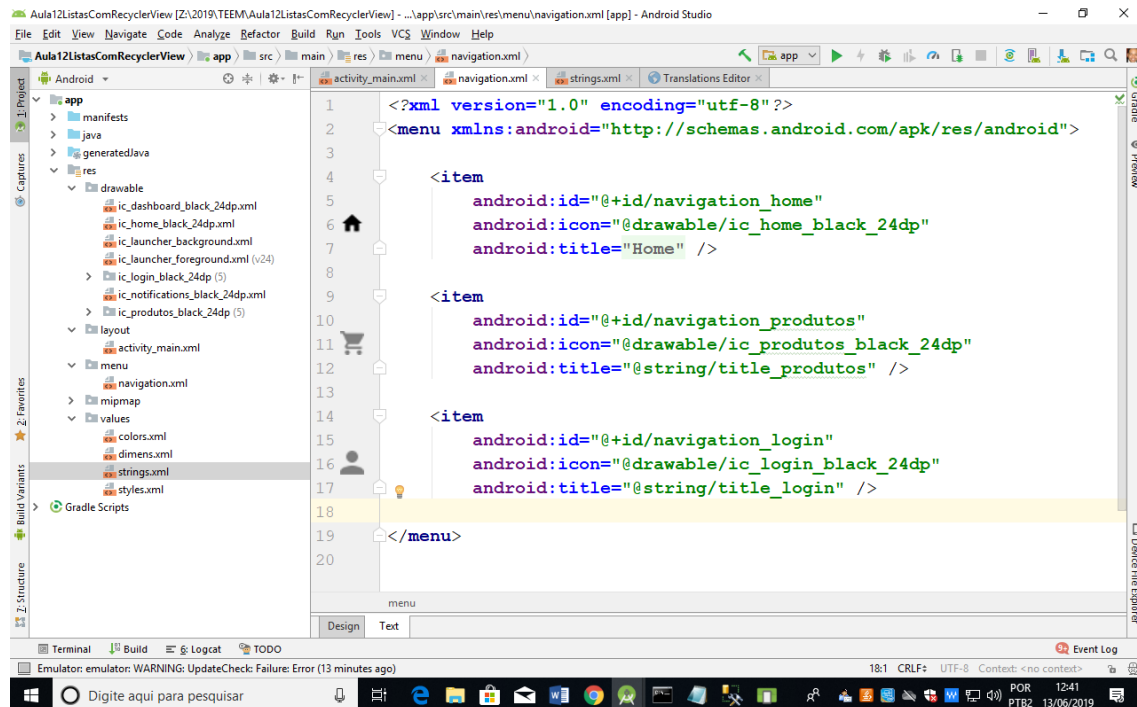 Aula12ListasComRecyclerView [Z:\2019\TEEM\Aula12ListasComRecyclerView] - ...\app\src\main\res\menu\navigation.xml [app] - Android Studio
File Edit View Navigate Code Analyze Refactor Build Run Tools VCS Window Help
Aula12ListasComRecyclerView app src main res menu navigation.xml app
Android activity_main.xml navigation.xml strings.xml Translations Editor
1: Project
Captures
2: Favorites
Build Variants
Z: Structure
app
manifests
java
generatedJava
res
drawable
ic_dashboard_black_24dp.xml
ic_home_black_24dp.xml
ic_launcher_background.xml
ic_launcher_foreground.xml (v24)
ic_login_black_24dp (5)
ic_notifications_black_24dp.xml
ic_produtos_black_24dp (5)
layout
activity_main.xml
menu
navigation.xml
mipmap
values
colors.xml
dimens.xml
strings.xml
styles.xml
Gradle Scripts
1 <?xml version="1.0" encoding="utf-8"?>
2 <menu xmlns:android="http://schemas.android.com/apk/res/android">
3
4 <item
5 android:id="@+id/navigation_home"
6 android:icon="@drawable/ic_home_black_24dp"
7 android:title="Home" />
8
9 <item
10 android:id="@+id/navigation_produtos"
11 android:icon="@drawable/ic_produtos_black_24dp"
12 android:title="@string/title_produtos" />
13
14 <item
15 android:id="@+id/navigation_login"
16 android:icon="@drawable/ic_login_black_24dp"
17 android:title="@string/title_login" />
18
19 </menu>
20
menu
Design Text
Gradle
Preview
Device File Explorer
Terminal Build 6: Logcat TODO Event Log
Emulator: emulator: WARNING: UpdateCheck: Failure: Error (13 minutes ago) 18:1 CRLF UTF-8 Context: <no context>
Digite aqui para pesquisar POR 12:41
PTB2 13/06/2019